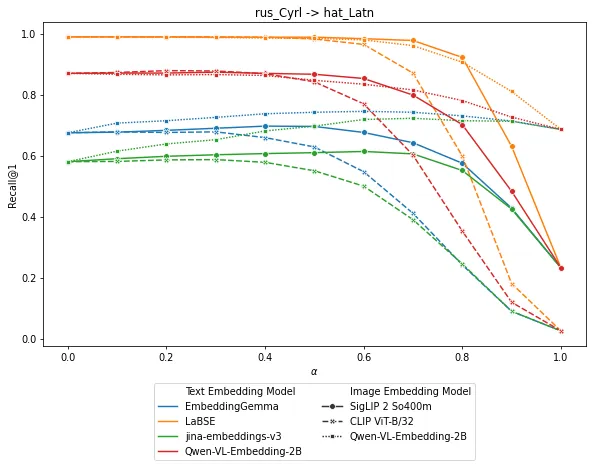 rus_Cyrl -> hat_Latn
1.0
0.8
0.6
0.4
0.2
0.0
Recall@1
0.0 0.2 0.4 0.6 0.8 1.0
α
Text Embedding Model Image Embedding Model
EmbeddingGemma SigLIP 2 So400m
LaBSE CLIP ViT-B/32
jina-embeddings-v3 Qwen-VL-Embedding-2B
Qwen-VL-Embedding-2B